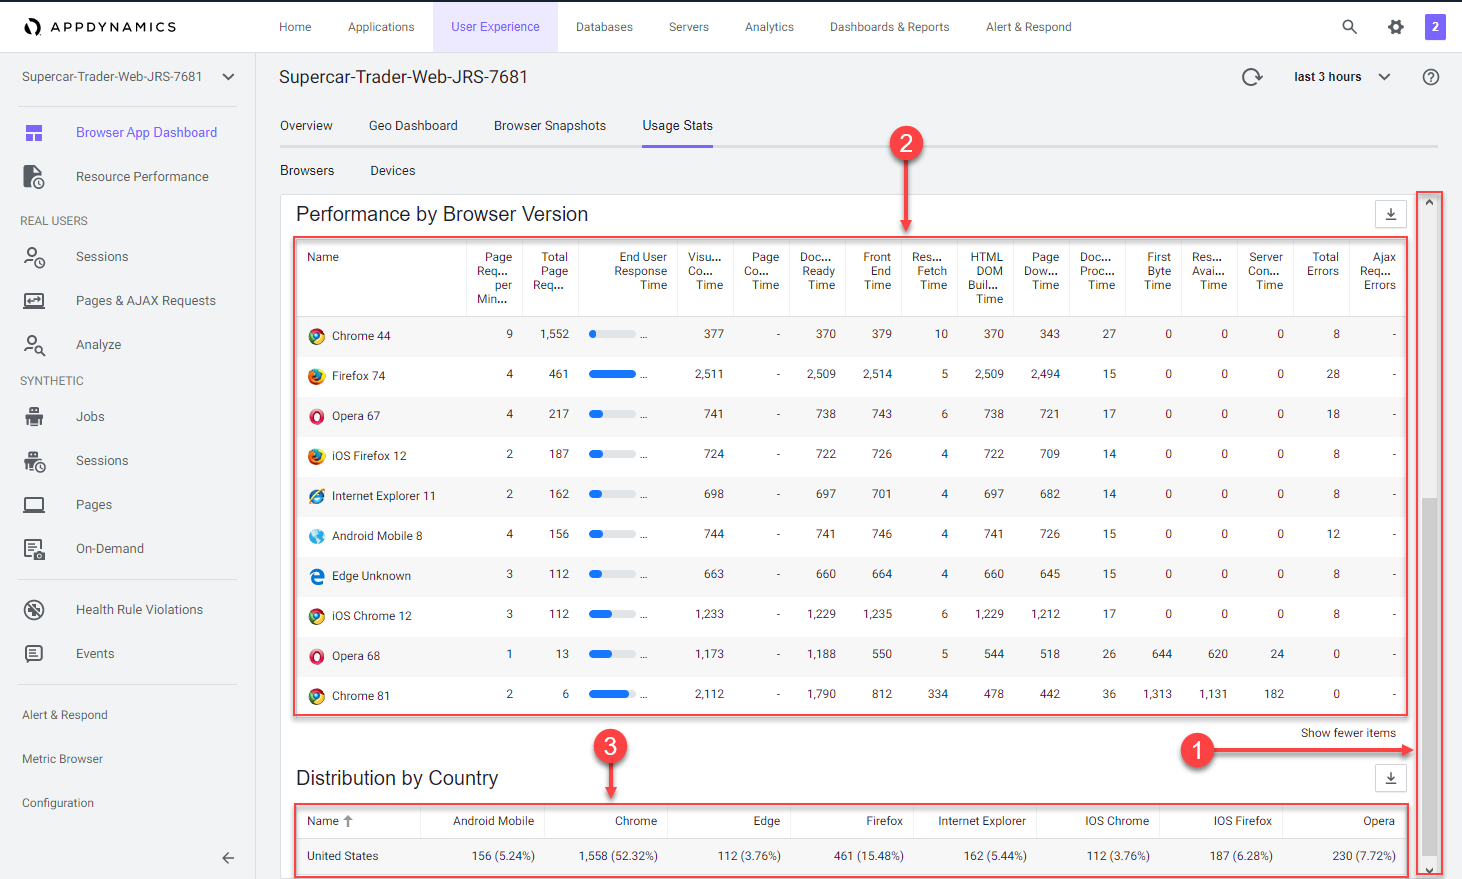 APPDYNAMICS
Home Applications User Experience Databases Servers Analytics Dashboards & Reports Alert & Respond 2
Supercar-Trader-Web-JRS-7681
Browser App Dashboard
Resource Performance
REAL USERS
Sessions
Pages & AJAX Requests
Analyze
SYNTHETIC
Jobs
Sessions
Pages
On-Demand
Health Rule Violations
Events
Alert & Respond
Metric Browser
Configuration
Supercar-Trader-Web-JRS-7681 last 3 hours ?
Overview Geo Dashboard Browser Snapshots Usage Stats
2
Browsers Devices
Performance by Browser Version
Name Page Total End User Visu... Page Doc... Front Res... HTML Page Doc... First Res... Server Total Ajax
Req... Page Response Co... Co... Ready End Fetch DOM Dow... Proc... Byte Avai... Con... Errors Req...
per Req... Time Time Time Time Time Time Buil... Time Time Time Time Time Errors
Min... Time
Chrome 44 9 1,552 ... 377 - 370 379 10 370 343 27 0 0 0 8 -
Firefox 74 4 461 ... 2,511 - 2,509 2,514 5 2,509 2,494 15 0 0 0 28 -
Opera 67 4 217 ... 741 - 738 743 6 738 721 17 0 0 0 18 -
iOS Firefox 12 2 187 ... 724 - 722 726 4 722 709 14 0 0 0 8 -
Internet Explorer 11 2 162 ... 698 - 697 701 4 697 682 14 0 0 0 8 -
Android Mobile 8 4 156 ... 744 - 741 746 4 741 726 15 0 0 0 12 -
Edge Unknown 3 112 ... 663 - 660 664 4 660 645 15 0 0 0 8 -
iOS Chrome 12 3 112 ... 1,233 - 1,229 1,235 6 1,229 1,212 17 0 0 0 8 -
Opera 68 1 13 ... 1,173 - 1,188 550 5 544 518 26 644 620 24 0 -
Chrome 81 2 6 ... 2,112 - 1,790 812 334 478 442 36 1,313 1,131 182 0 -
Show fewer items
1
3
Distribution by Country
Name Android Mobile Chrome Edge Firefox Internet Explorer IOS Chrome IOS Firefox Opera
United States 156 (5.24%) 1,558 (52.32%) 112 (3.76%) 461 (15.48%) 162 (5.44%) 112 (3.76%) 187 (6.28%) 230 (7.72%)